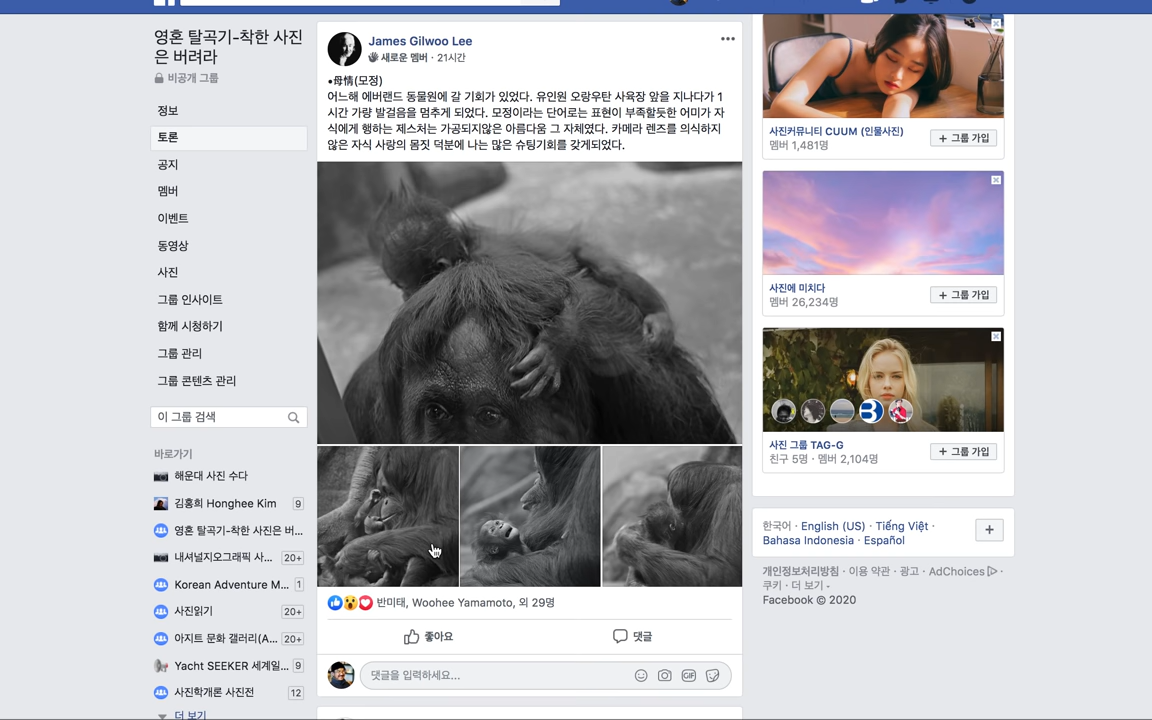 영혼 탈곡기-착한 사진
은 버려라
비공개 그룹
정보
토론
공지
멤버
이벤트
동영상
사진
그룹 인사이트
함께 시청하기
그룹 관리
그룹 콘텐츠 관리
이 그룹 검색
바로가기
해운대 사진 수다
김홍희 Honghee Kim 9
영혼 탈곡기-착한 사진은 버...
내셔널지오그래픽 사... 20+
Korean Adventure M... 1
사진읽기 20+
아지트 문화 갤러리(A... 20+
Yacht SEEKER 세계일... 9
사진학개론 사진전 12
더 보기
James Gilwoo Lee
새로운 멤버 · 21시간
•母情(모정)
어느해 에버랜드 동물원에 갈 기회가 있었다. 유인원 오랑우탄 사육장 앞을 지나다가 1
시간 가량 발걸음을 멈추게 되었다. 모정이라는 단어로는 표현이 부족할듯한 어미가 자
식에게 행하는 제스처는 가공되지않은 아름다움 그 자체였다. 카메라 렌즈를 의식하지
않은 자식 사랑의 몸짓 덕분에 나는 많은 슈팅기회를 갖게되었다.
반미태, Woohee Yamamoto, 외 29명
좋아요 댓글
댓글을 입력하세요...
GIF
사진커뮤니티 CUUM (인물사진)
멤버 1,481명
+ 그룹 가입
사진에 미치다
멤버 26,234명
+ 그룹 가입
사진 그룹 TAG-G
친구 5명 · 멤버 2,104명
+ 그룹 가입
한국어 · English (US) · Tiếng Việt ·
Bahasa Indonesia · Español
개인정보처리방침 · 이용 약관 · 광고 · AdChoices ·
쿠키 · 더 보기
Facebook © 2020